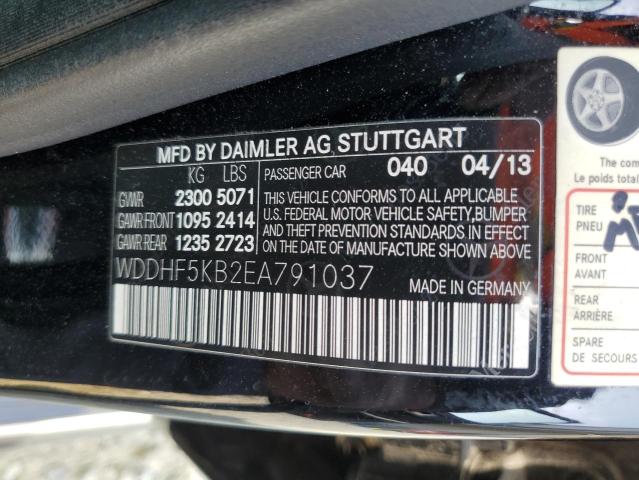 MFD BY DAIMLER AG STUTTGART
KG LBS
GVWR 2300 5071
GAWR FRONT 1095 2414
GAWR REAR 1235 2723
PASSENGER CAR 040 04/13
THIS VEHICLE CONFORMS TO ALL APPLICABLE
U.S. FEDERAL MOTOR VEHICLE SAFETY, BUMPER
AND THEFT PREVENTION STANDARDS IN EFFECT
ON THE DATE OF MANUFACTURE SHOWN ABOVE
WDDHF5KB2EA791037
MADE IN GERMANY
The com
Le poids total
TIRE
PNEU
FRONT
AVANT
REAR
ARRIÈRE
SPARE
DE SECOURS